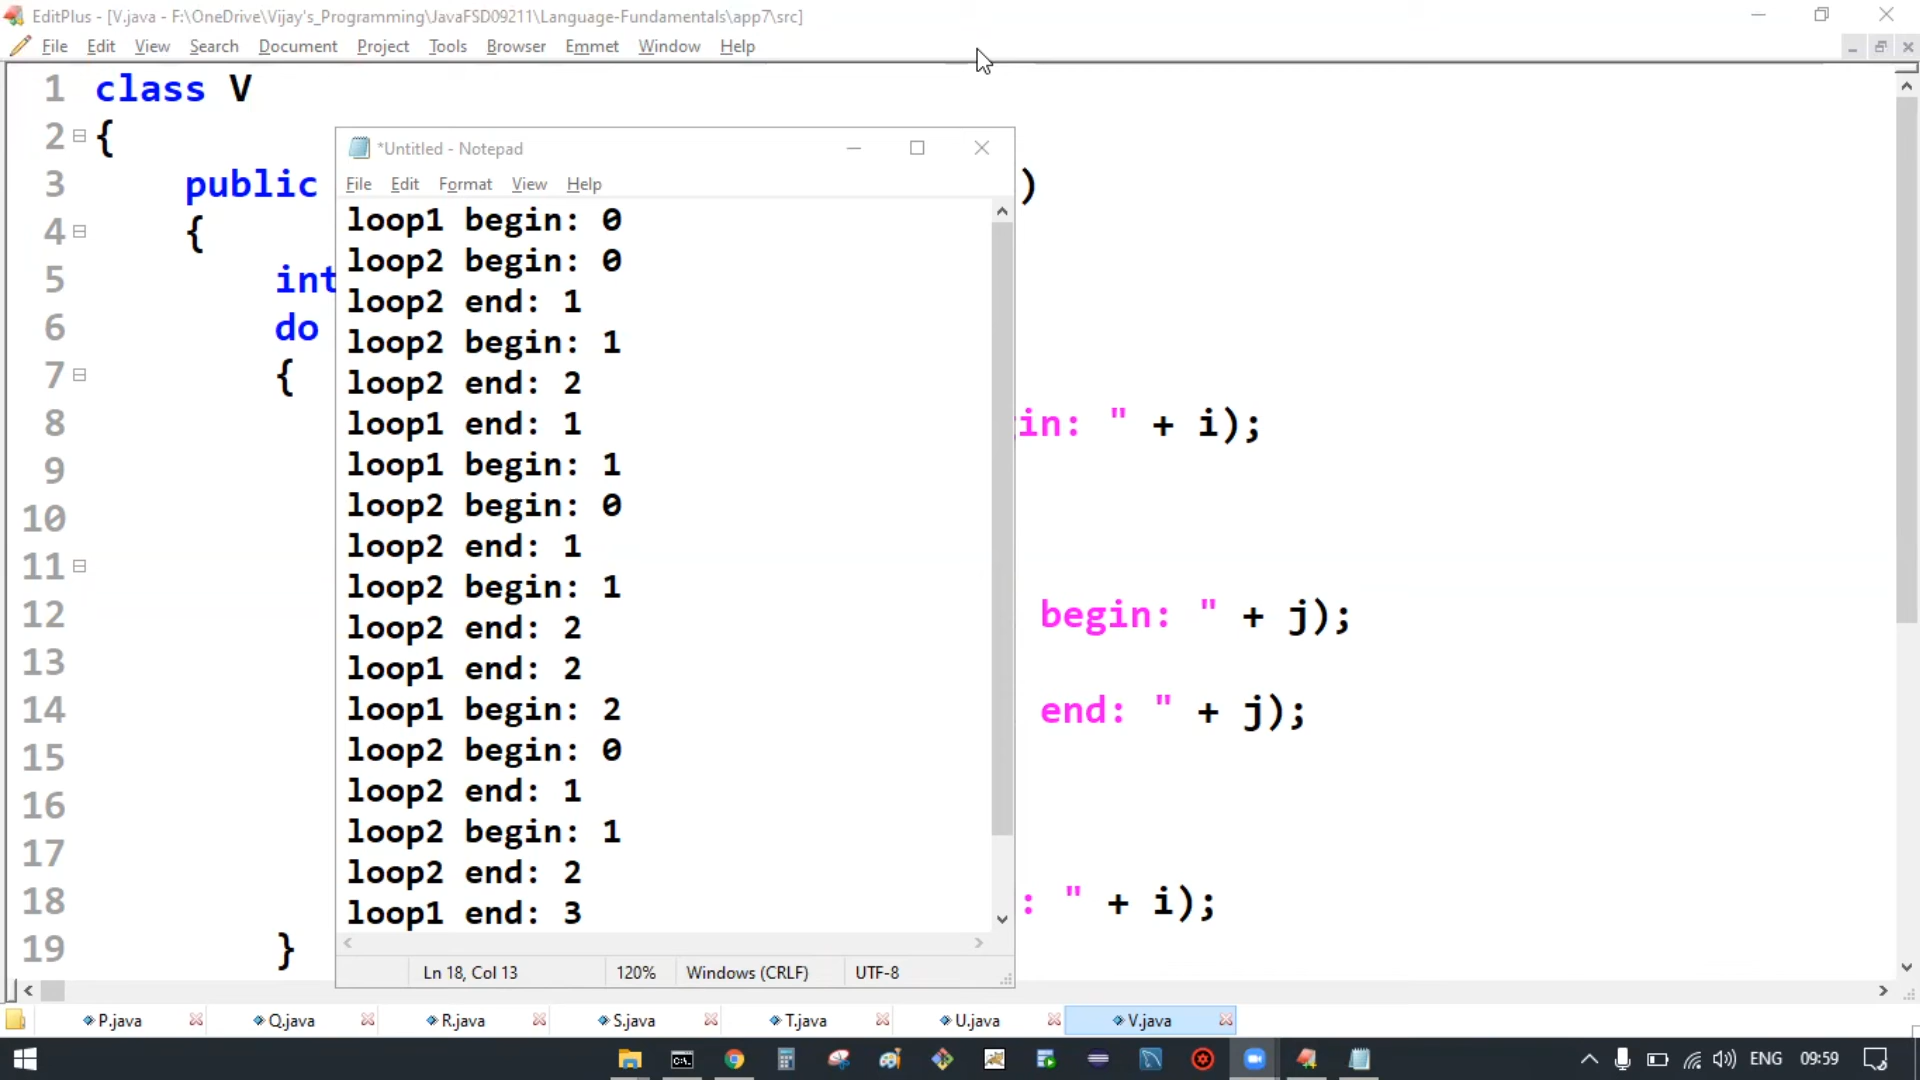 EditPlus - [V.java - F:\OneDrive\Vijay's_Programming\JavaFSD09211\Language-Fundamentals\app7\src]
File Edit View Search Document Project Tools Browser Emmet Window Help
1 class V
2 {
3 public )
4 {
5 int
6 do
7 {
8 in: " + i);
9
10
11
12 begin: " + j);
13
14 end: " + j);
15
16
17
18 : " + i);
19 }
*Untitled - Notepad
File Edit Format View Help
loop1 begin: 0
loop2 begin: 0
loop2 end: 1
loop2 begin: 1
loop2 end: 2
loop1 end: 1
loop1 begin: 1
loop2 begin: 0
loop2 end: 1
loop2 begin: 1
loop2 end: 2
loop1 end: 2
loop1 begin: 2
loop2 begin: 0
loop2 end: 1
loop2 begin: 1
loop2 end: 2
loop1 end: 3
Ln 18, Col 13 120% Windows (CRLF) UTF-8
P.java Q.java R.java S.java T.java U.java V.java
ENG 09:59